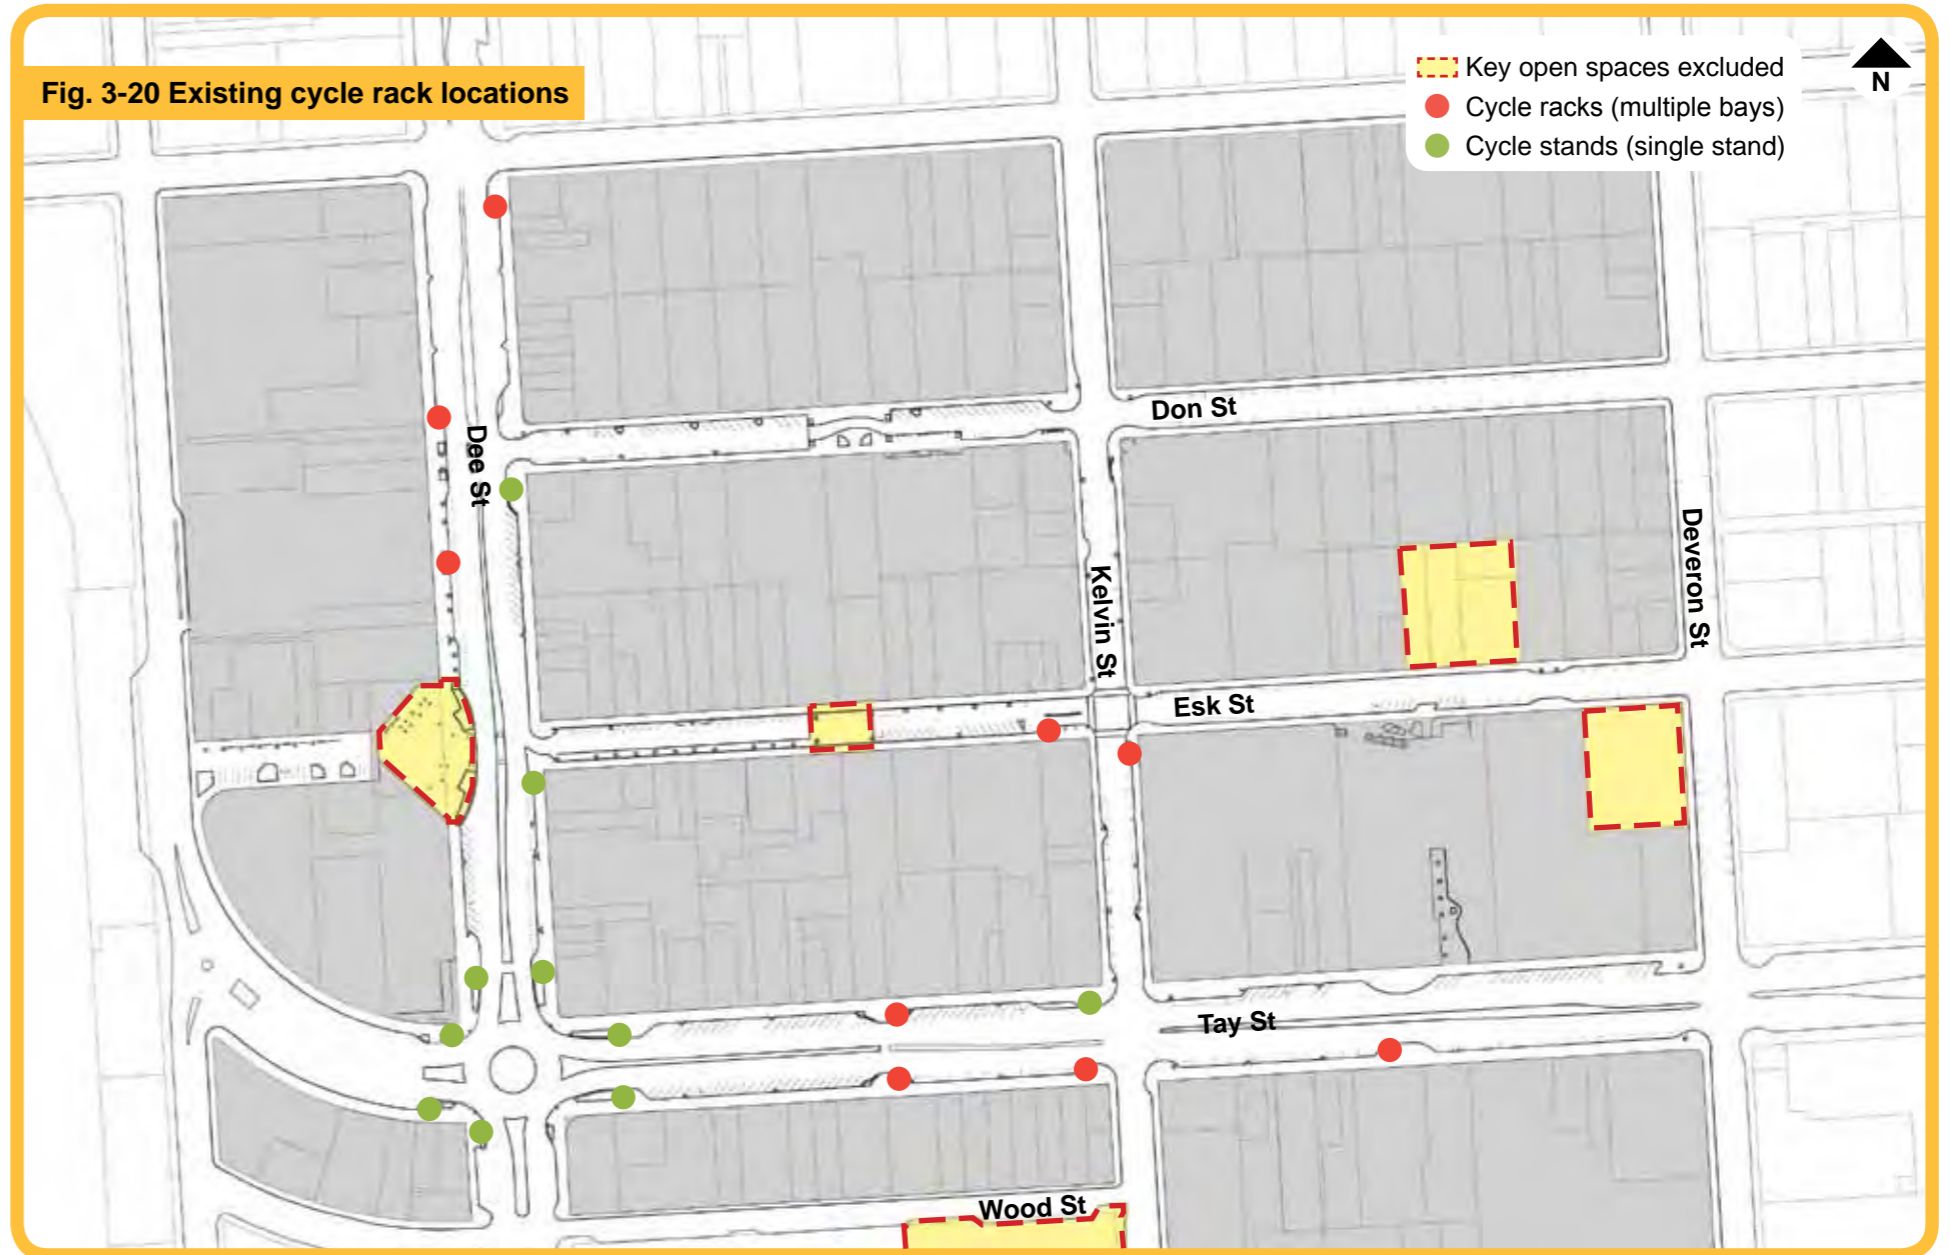 Fig. 3-20 Existing cycle rack locations
Key open spaces excluded
Cycle racks (multiple bays)
Cycle stands (single stand)
N
Don St
Dee St
Deveron St
Kelvin St
Esk St
Tay St
Wood St